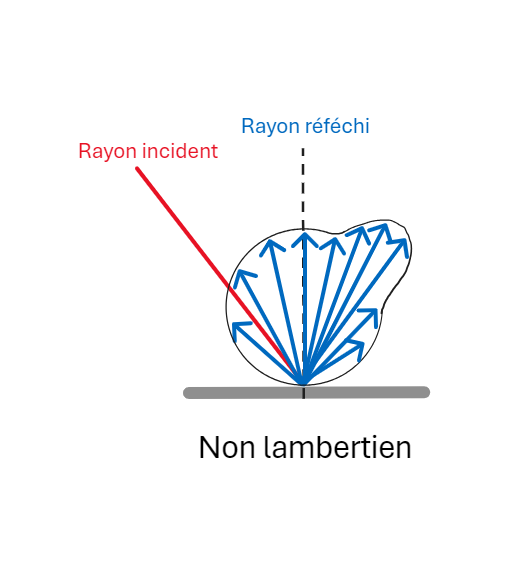 Rayon réféchi
Rayon incident
Non lambertien